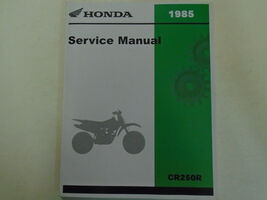 HONDA 1985
Service Manual
CR250R